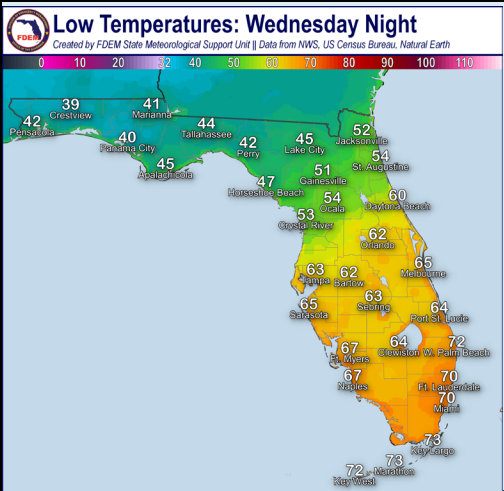 Low Temperatures: Wednesday Night
FDEM
Created by FDEM State Meteorological Support Unit || Data from NWS, US Census Bureau, Natural Earth
0 10 20 32 40 50 60 70 80 90 100 110
39
Crestview
41
Marianna
42
Pensacola
44
Tallahassee
40
Panama City
42
Perry
45
Lake City
52
Jacksonville
45
Apalachicola
51
Gainesville
54
St. Augustine
47
Horseshoe Beach
54
Ocala
60
Daytona Beach
53
Crystal River
62
Orlando
63
Tampa
62
Bartow
65
Melbourne
65
Sarasota
63
Sebring
64
Port St. Lucie
67
Ft. Myers
64
Clewiston
72
W. Palm Beach
67
Naples
70
Ft. Lauderdale
70
Miami
73
Key Largo
73
Marathon
72
Key West